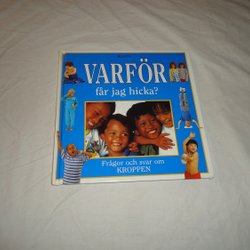 VARFÖR
får jag hicka?
Frågor och svar om
KROPPEN